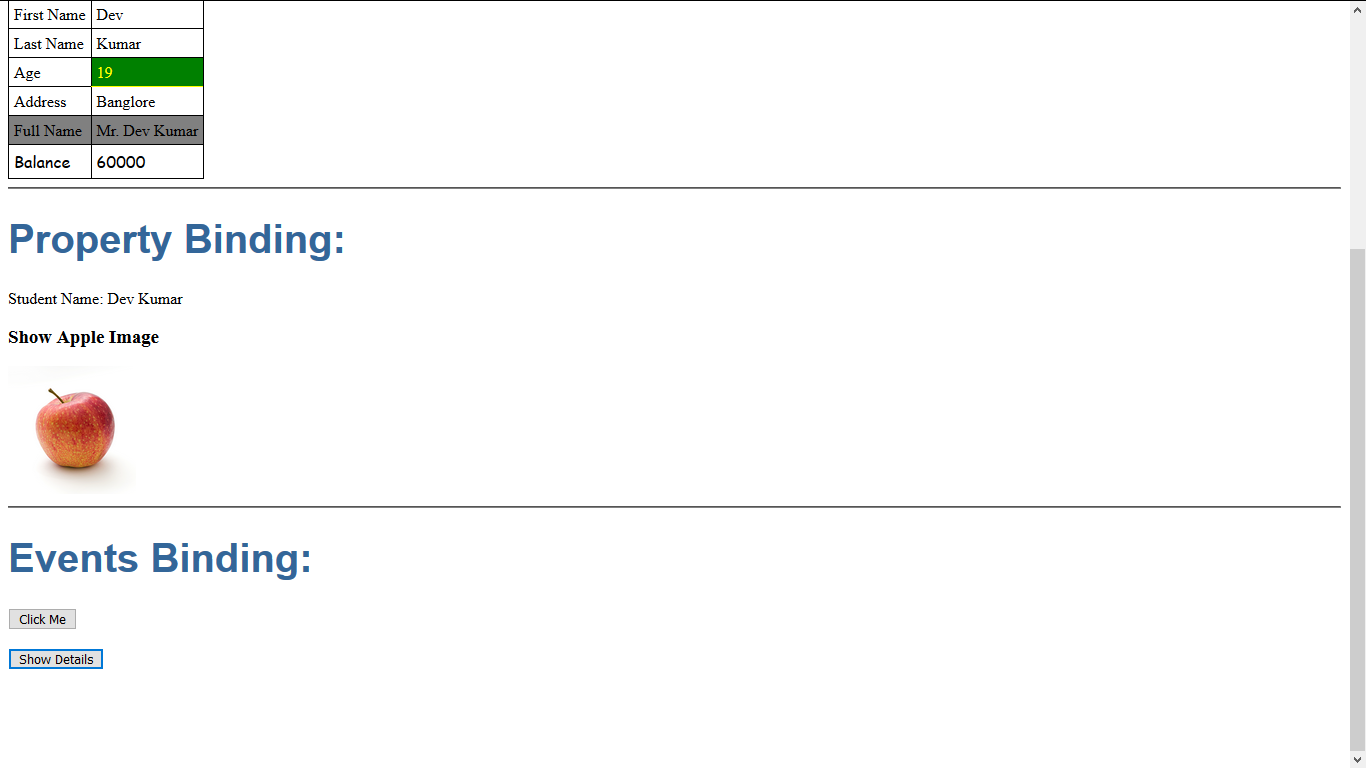 First Name Dev
Last Name Kumar
Age 19
Address Banglore
Full Name Mr. Dev Kumar
Balance 60000
Property Binding:
Student Name: Dev Kumar
Show Apple Image
Events Binding:
Click Me
Show Details